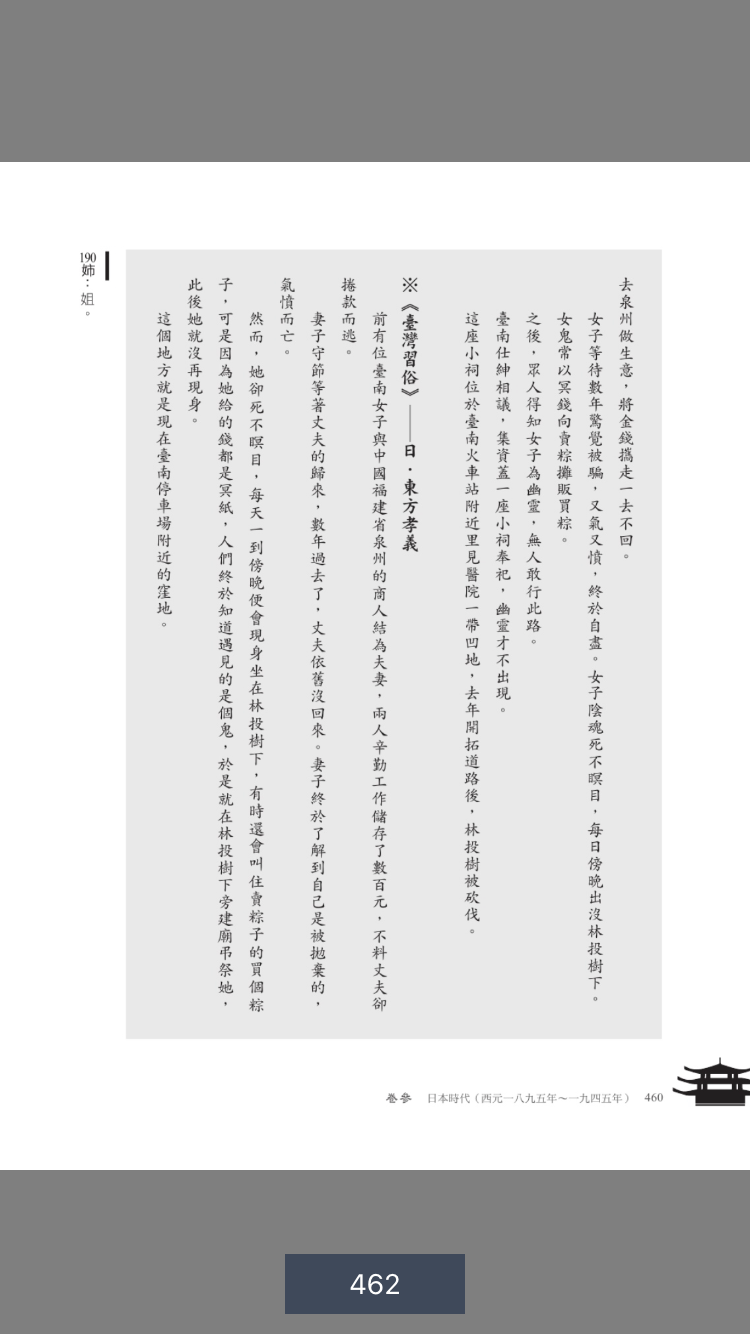 去泉州做生意，將金錢攜走一去不回。
女子等待數年驚覺被騙，又氣又憤，終於自盡。女子陰魂死不瞑目，每日傍晚出沒林投樹下。
女鬼常以冥錢向賣粽攤販買粽。
之後，眾人得知女子為幽靈，無人敢行此路。
臺南仕紳相議，集資蓋一座小祠奉祀，幽靈才不出現。
這座小祠位於臺南火車站附近里見醫院一帶凹地，去年開拓道路後，林投樹被砍伐。
※《臺灣習俗》——日．東方孝義
前有位臺南女子與中國福建省泉州的商人結為夫妻，兩人辛勤工作儲存了數百元，不料丈夫卻
捲款而逃。
妻子守節等著丈夫的歸來，數年過去了，丈夫依舊沒回來。妻子終於了解到自己是被拋棄的，
氣憤而亡。
然而，她卻死不瞑目，每天一到傍晚便會現身坐在林投樹下，有時還會叫住賣粽子的買個粽
子，可是因為她給的錢都是冥紙，人們終於知道遇見的是個鬼，於是就在林投樹下旁建廟弔祭她，
此後她就沒再現身。
這個地方就是現在臺南停車場附近的窪地。
190 姉：姐。
卷參　日本時代（西元一八九五年～一九四五年）　460
462